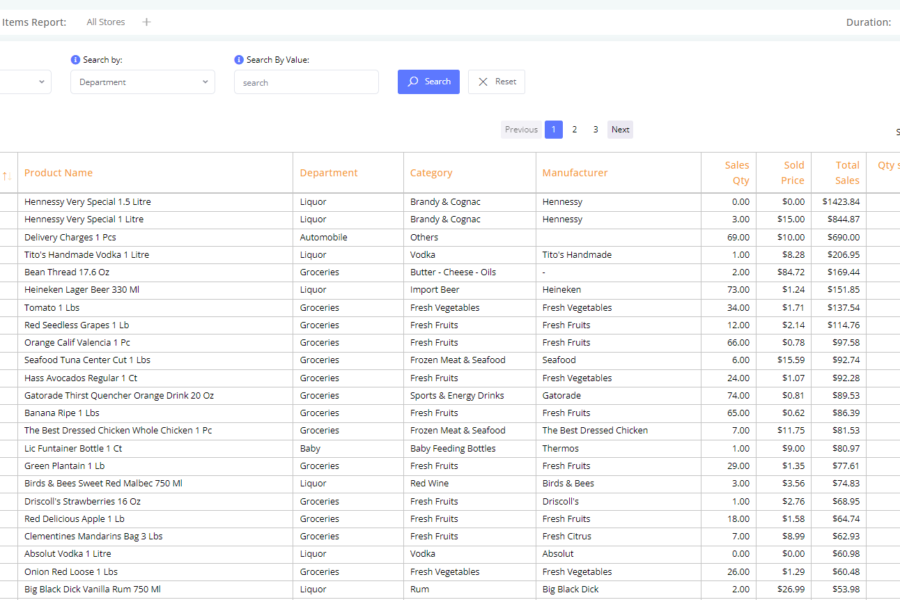 Items Report: All Stores + Duration:
Search by: Search By Value:
Department search Search Reset
Previous 1 2 3 Next
Product Name Department Category Manufacturer Sales Qty Sold Price Total Sales Qty s
Hennessy Very Special 1.5 Litre Liquor Brandy & Cognac Hennessy 0.00 $0.00 $1423.84
Hennessy Very Special 1 Litre Liquor Brandy & Cognac Hennessy 3.00 $15.00 $844.87
Delivery Charges 1 Pcs Automobile Others 69.00 $10.00 $690.00
Tito's Handmade Vodka 1 Litre Liquor Vodka Tito's Handmade 1.00 $8.28 $206.95
Bean Thread 17.6 Oz Groceries Butter - Cheese - Oils - 2.00 $84.72 $169.44
Heineken Lager Beer 330 Ml Liquor Import Beer Heineken 73.00 $1.24 $151.85
Tomato 1 Lbs Groceries Fresh Vegetables Fresh Vegetables 34.00 $1.71 $137.54
Red Seedless Grapes 1 Lb Groceries Fresh Fruits Fresh Fruits 12.00 $2.14 $114.76
Orange Calif Valencia 1 Pc Groceries Fresh Fruits Fresh Fruits 66.00 $0.78 $97.58
Seafood Tuna Center Cut 1 Lbs Groceries Frozen Meat & Seafood Seafood 6.00 $15.59 $92.74
Hass Avocados Regular 1 Ct Groceries Fresh Fruits Fresh Vegetables 24.00 $1.07 $92.28
Gatorade Thirst Quencher Orange Drink 20 Oz Groceries Sports & Energy Drinks Gatorade 74.00 $0.81 $89.53
Banana Ripe 1 Lbs Groceries Fresh Fruits Fresh Fruits 65.00 $0.62 $86.39
The Best Dressed Chicken Whole Chicken 1 Pc Groceries Frozen Meat & Seafood The Best Dressed Chicken 7.00 $11.75 $81.53
Lic Funtainer Bottle 1 Ct Baby Baby Feeding Bottles Thermos 1.00 $9.00 $80.97
Green Plantain 1 Lb Groceries Fresh Fruits Fresh Fruits 29.00 $1.35 $77.61
Birds & Bees Sweet Red Malbec 750 Ml Liquor Red Wine Birds & Bees 3.00 $3.56 $74.83
Driscoll's Strawberries 16 Oz Groceries Fresh Fruits Driscoll's 1.00 $2.76 $68.95
Red Delicious Apple 1 Lb Groceries Fresh Fruits Fresh Fruits 18.00 $1.58 $64.74
Clementines Mandarins Bag 3 Lbs Groceries Fresh Fruits Fresh Citrus 7.00 $8.99 $62.93
Absolut Vodka 1 Litre Liquor Vodka Absolut 0.00 $0.00 $60.98
Onion Red Loose 1 Lbs Groceries Fresh Vegetables Fresh Vegetables 26.00 $1.29 $60.48
Big Black Dick Vanilla Rum 750 Ml Liquor Rum Big Black Dick 2.00 $26.99 $53.98